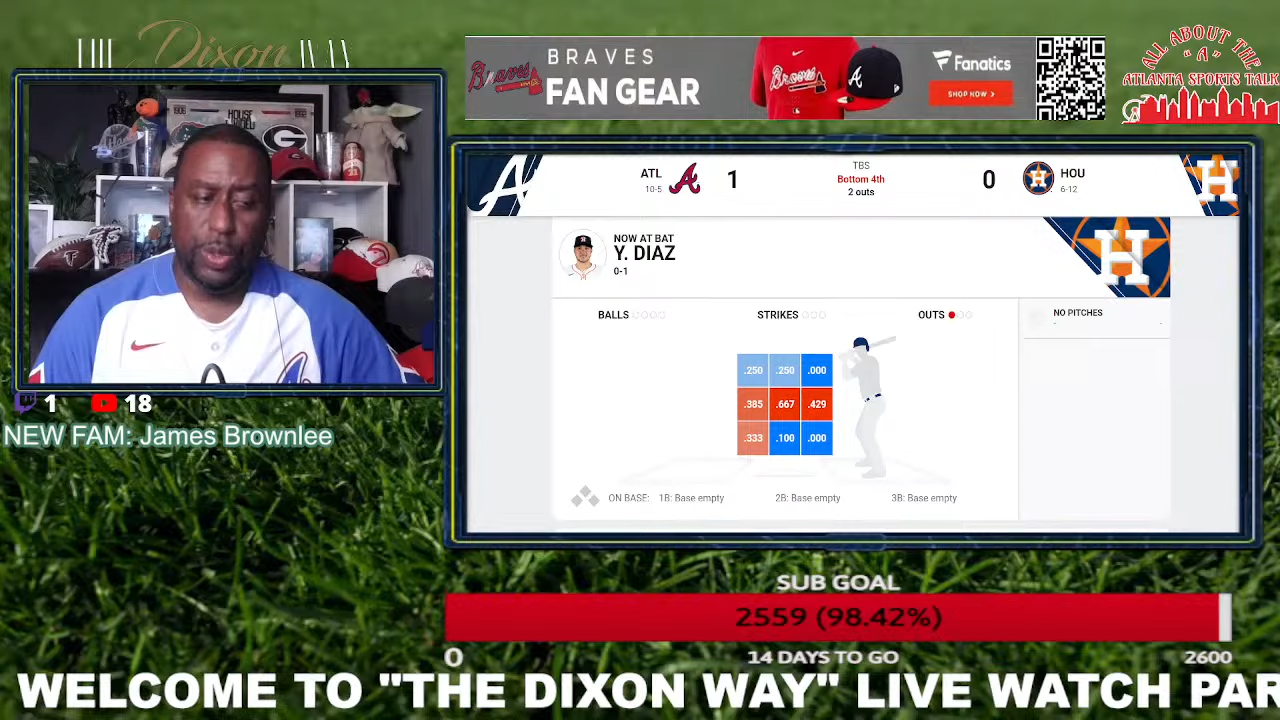 Dixon
BRAVES
FAN GEAR
Braves
Braves
Fanatics
SHOP NOW >
ALL ABOUT THE
"A"
ATLANTA SPORTS TALK
HOUSE
DIVIDED
ATL
10-5
1
TBS
Bottom 4th
2 outs
0
HOU
6-12
NOW AT BAT
Y. DIAZ
0-1
BALLS
STRIKES
OUTS
NO PITCHES
-
-
.250 .250 .000
.385 .667 .429
.333 .100 .000
ON BASE: 1B: Base empty 2B: Base empty 3B: Base empty
1 18
NEW FAM: James Brownlee
SUB GOAL
2559 (98.42%)
0 14 DAYS TO GO 2600
WELCOME TO "THE DIXON WAY" LIVE WATCH PAR